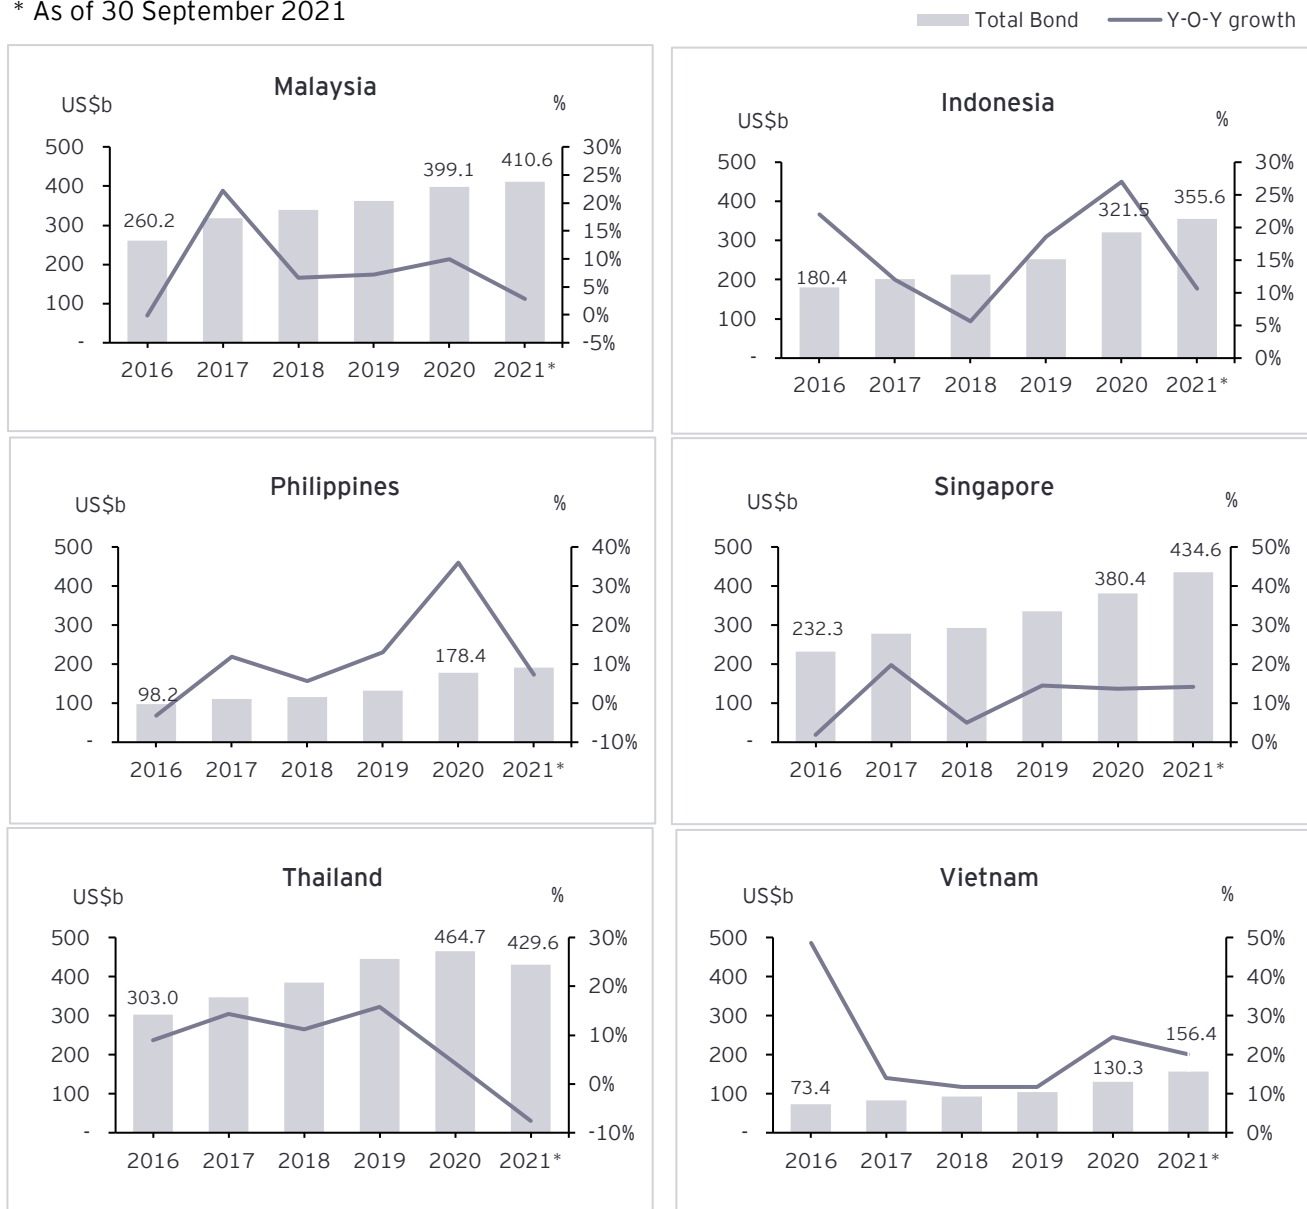 * As of 30 September 2021
Total Bond Y-O-Y growth
Malaysia
US$b %
500 30%
400 25%
300 20%
200 15%
100 10%
- 5%
0%
-5%
260.2 399.1 410.6
2016 2017 2018 2019 2020 2021*
Indonesia
US$b %
500 30%
400 25%
300 20%
200 15%
100 10%
- 5%
0%
180.4 321.5 355.6
2016 2017 2018 2019 2020 2021*
Philippines
US$b %
500 40%
400 30%
300 20%
200 10%
100 0%
- -10%
98.2 178.4
2016 2017 2018 2019 2020 2021*
Singapore
US$b %
500 50%
400 40%
300 30%
200 20%
100 10%
- 0%
232.3 380.4 434.6
2016 2017 2018 2019 2020 2021*
Thailand
US$b %
500 30%
400 20%
300 10%
200 0%
100 -10%
-
303.0 464.7 429.6
2016 2017 2018 2019 2020 2021*
Vietnam
US$b %
500 50%
400 40%
300 30%
200 20%
100 10%
- 0%
73.4 130.3 156.4
2016 2017 2018 2019 2020 2021*